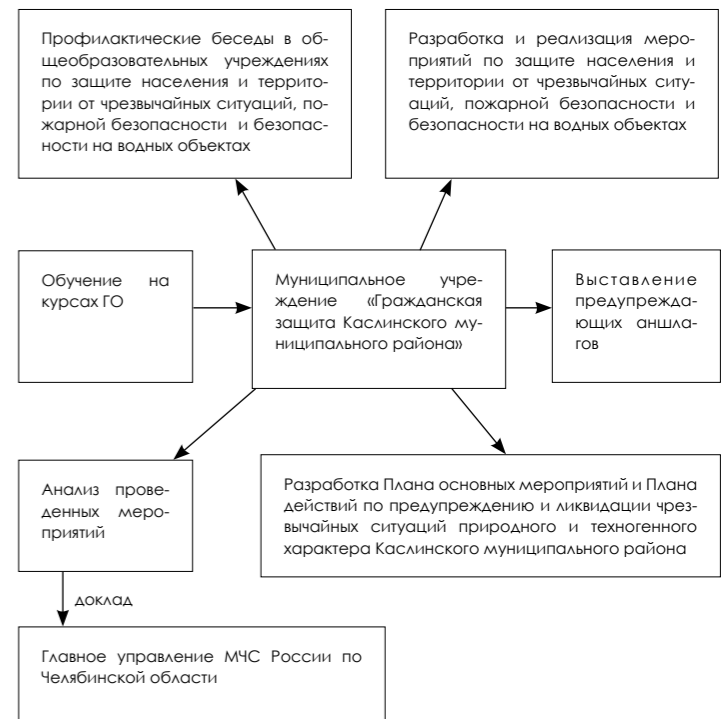 Профилактические беседы в об-
щеобразовательных учреждениях
по защите населения и террито-
рии от чрезвычайных ситуаций, по-
жарной безопасности и безопас-
ности на водных объектах
Разработка и реализация меро-
приятий по защите населения и
территории от чрезвычайных ситу-
аций, пожарной безопасности и
безопасности на водных объектах
Обучение на
курсах ГО
Муниципальное учре-
ждение «Гражданская
защита Каслинского му-
ниципального района»
Выставление
предупрежда-
ющих аншла-
гов
Анализ прове-
денных меро-
приятий
Разработка Плана основных мероприятий и Плана
действий по предупреждению и ликвидации чрез-
вычайных ситуаций природного и техногенного
характера Каслинского муниципального района
доклад
Главное управление МЧС России по
Челябинской области